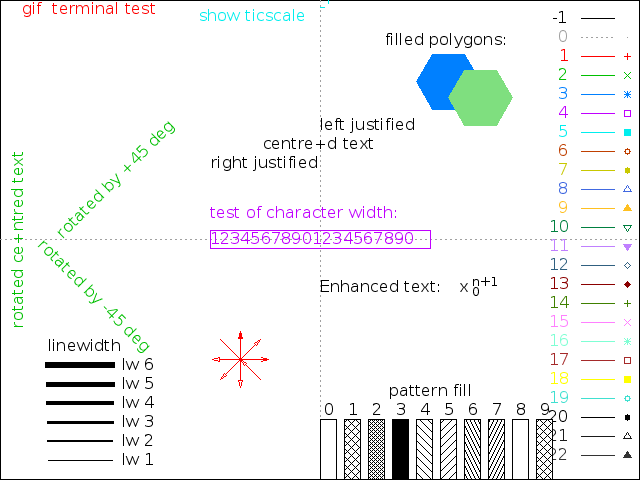 gif  terminal test
show ticscale
filled polygons:
left justified
centre+d text
right justified
rotated by +45 deg
rotated ce+ntred text
rotated by -45 deg
test of character width:
12345678901234567890
Enhanced text:    x n+1 0
linewidth
lw 6
lw 5
lw 4
lw 3
lw 2
lw 1
pattern fill
0 1 2 3 4 5 6 7 8 9
-1
0
1
2
3
4
5
6
7
8
9
10
11
12
13
14
15
16
17
18
19
20
21
22